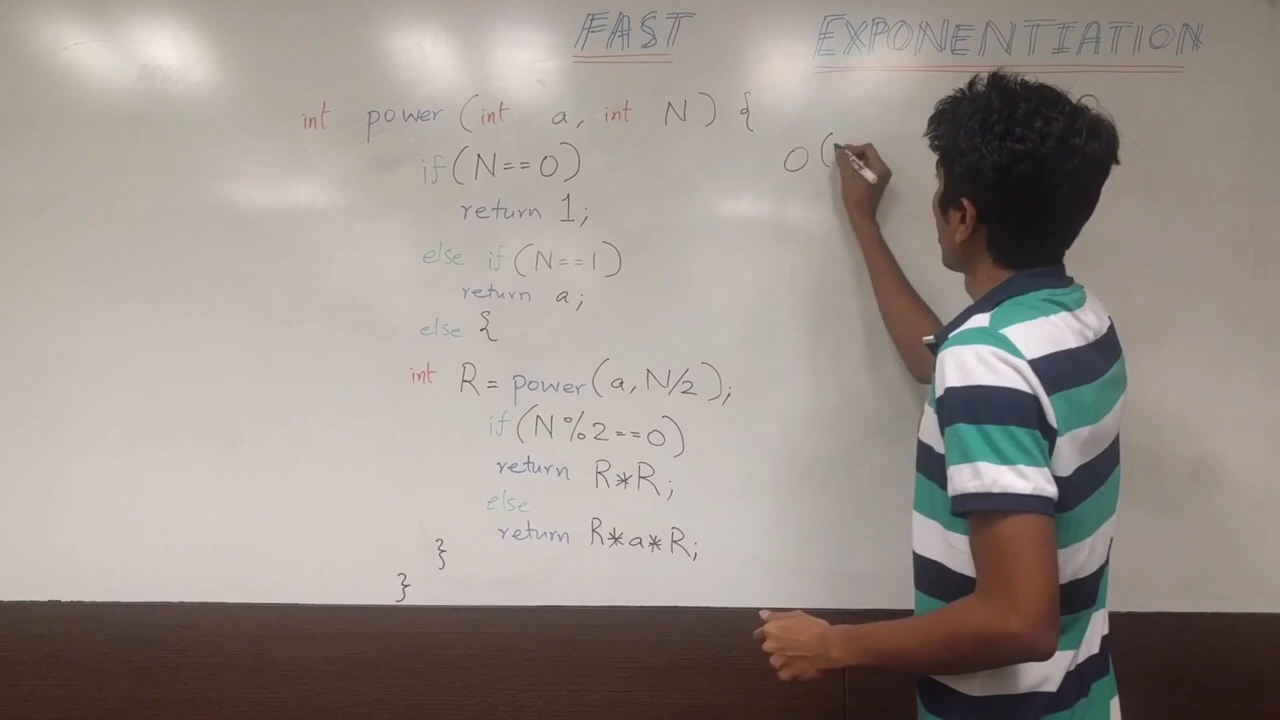 FAST EXPONENTIATION
int power (int a, int N) {
if (N==0)
O (
return 1;
else if (N==1)
return a;
else {
int R = power (a, N/2);
if (N%2==0)
return R*R;
else
return R*a*R;
}
}